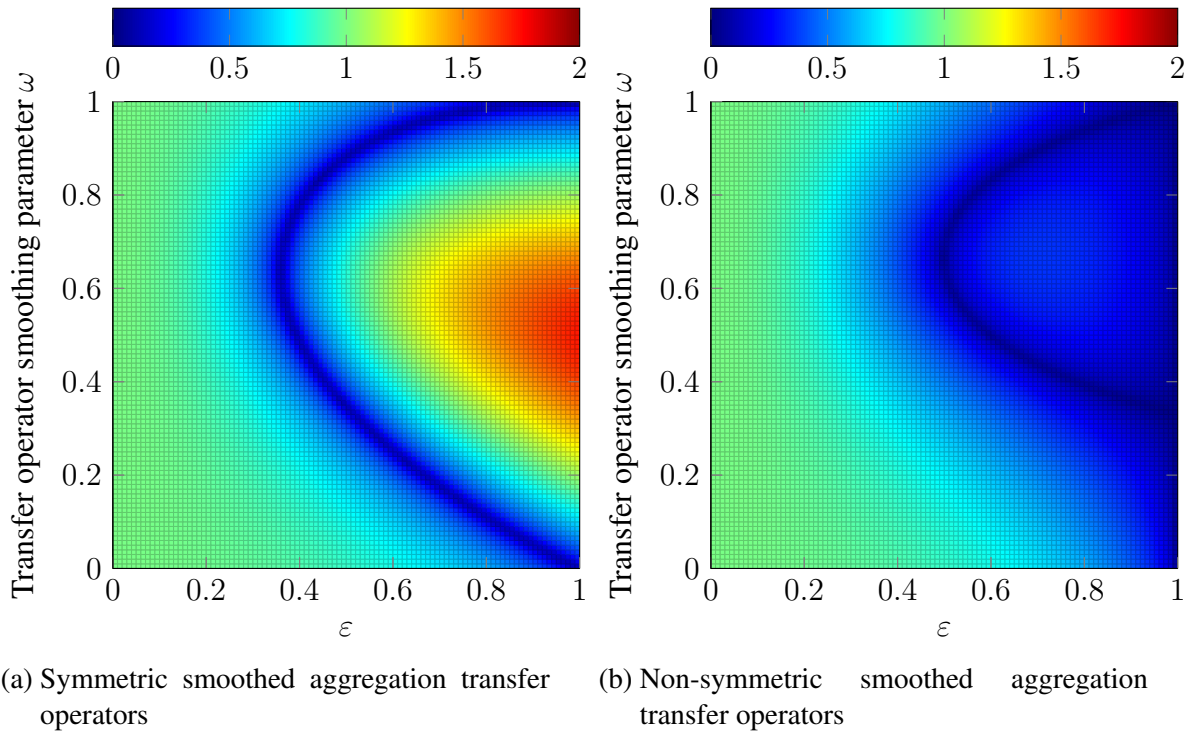 0 0.5 1 1.5 2
0 0.5 1 1.5 2
Transfer operator smoothing parameter ω
1
0.8
0.6
0.4
0.2
0
0 0.2 0.4 0.6 0.8 1
ε
Transfer operator smoothing parameter ω
1
0.8
0.6
0.4
0.2
0
0 0.2 0.4 0.6 0.8 1
ε
(a) Symmetric smoothed aggregation transfer
operators
(b) Non-symmetric smoothed aggregation
transfer operators